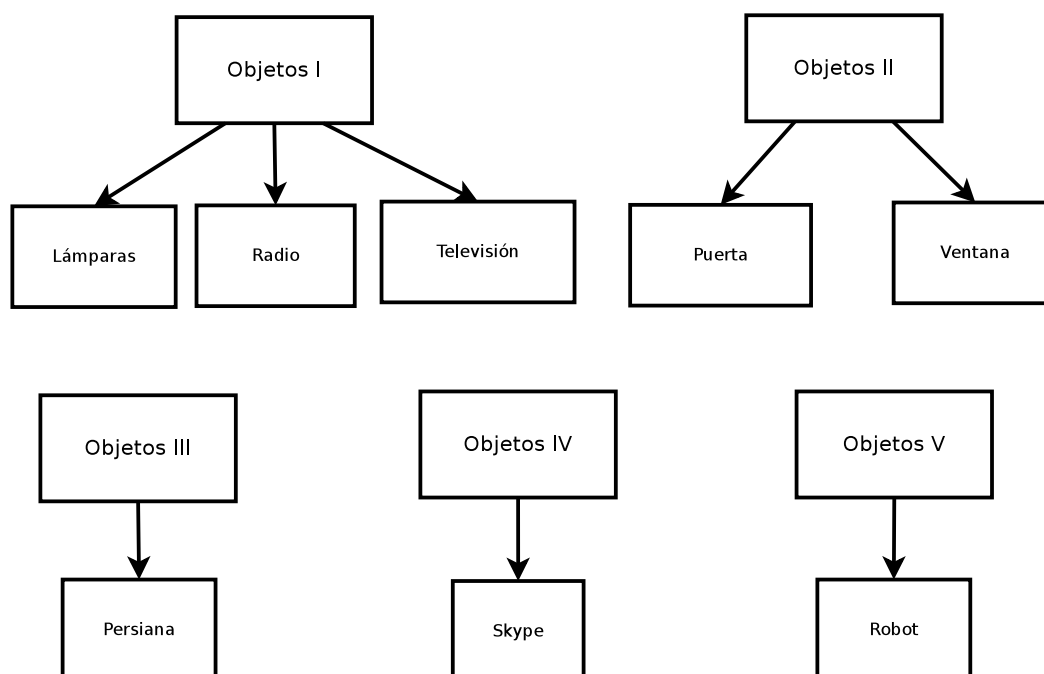 Objetos I
Objetos II
Lámparas
Radio
Televisión
Puerta
Ventana
Objetos III
Objetos IV
Objetos V
Persiana
Skype
Robot